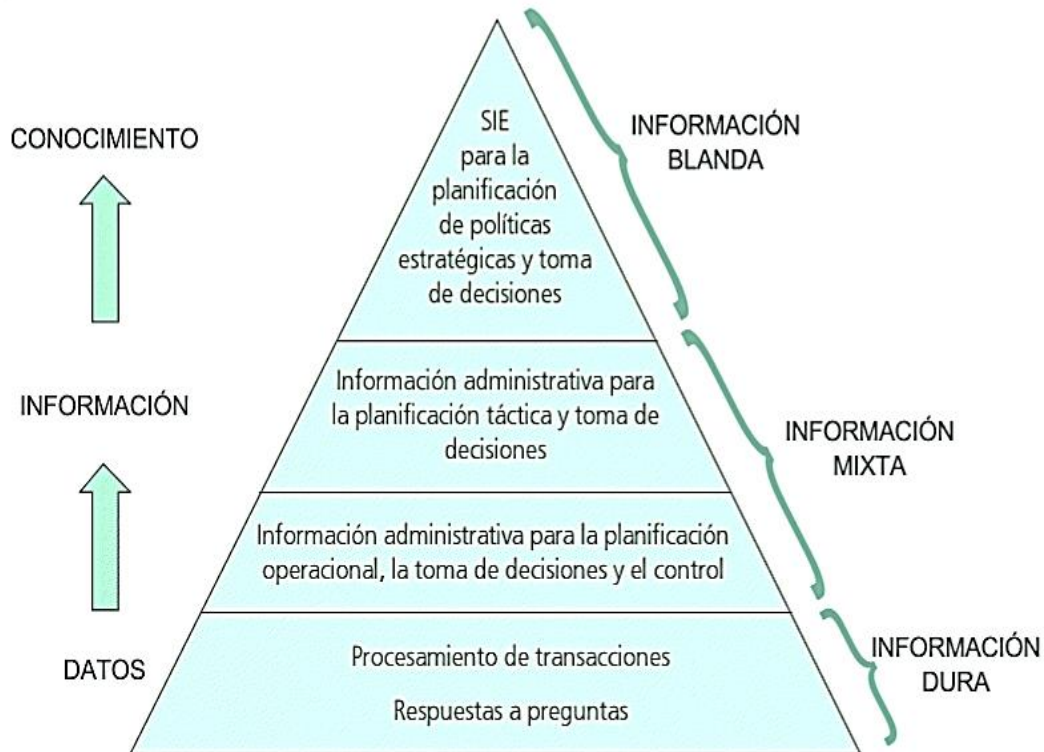 CONOCIMIENTO
INFORMACIÓN
DATOS
SIE
para la
planificación
de políticas
estratégicas y toma
de decisiones
Información administrativa para
la planificación táctica y toma de
decisiones
Información administrativa para la planificación
operacional, la toma de decisiones y el control
Procesamiento de transacciones
Respuestas a preguntas
INFORMACIÓN
BLANDA
INFORMACIÓN
MIXTA
INFORMACIÓN
DURA